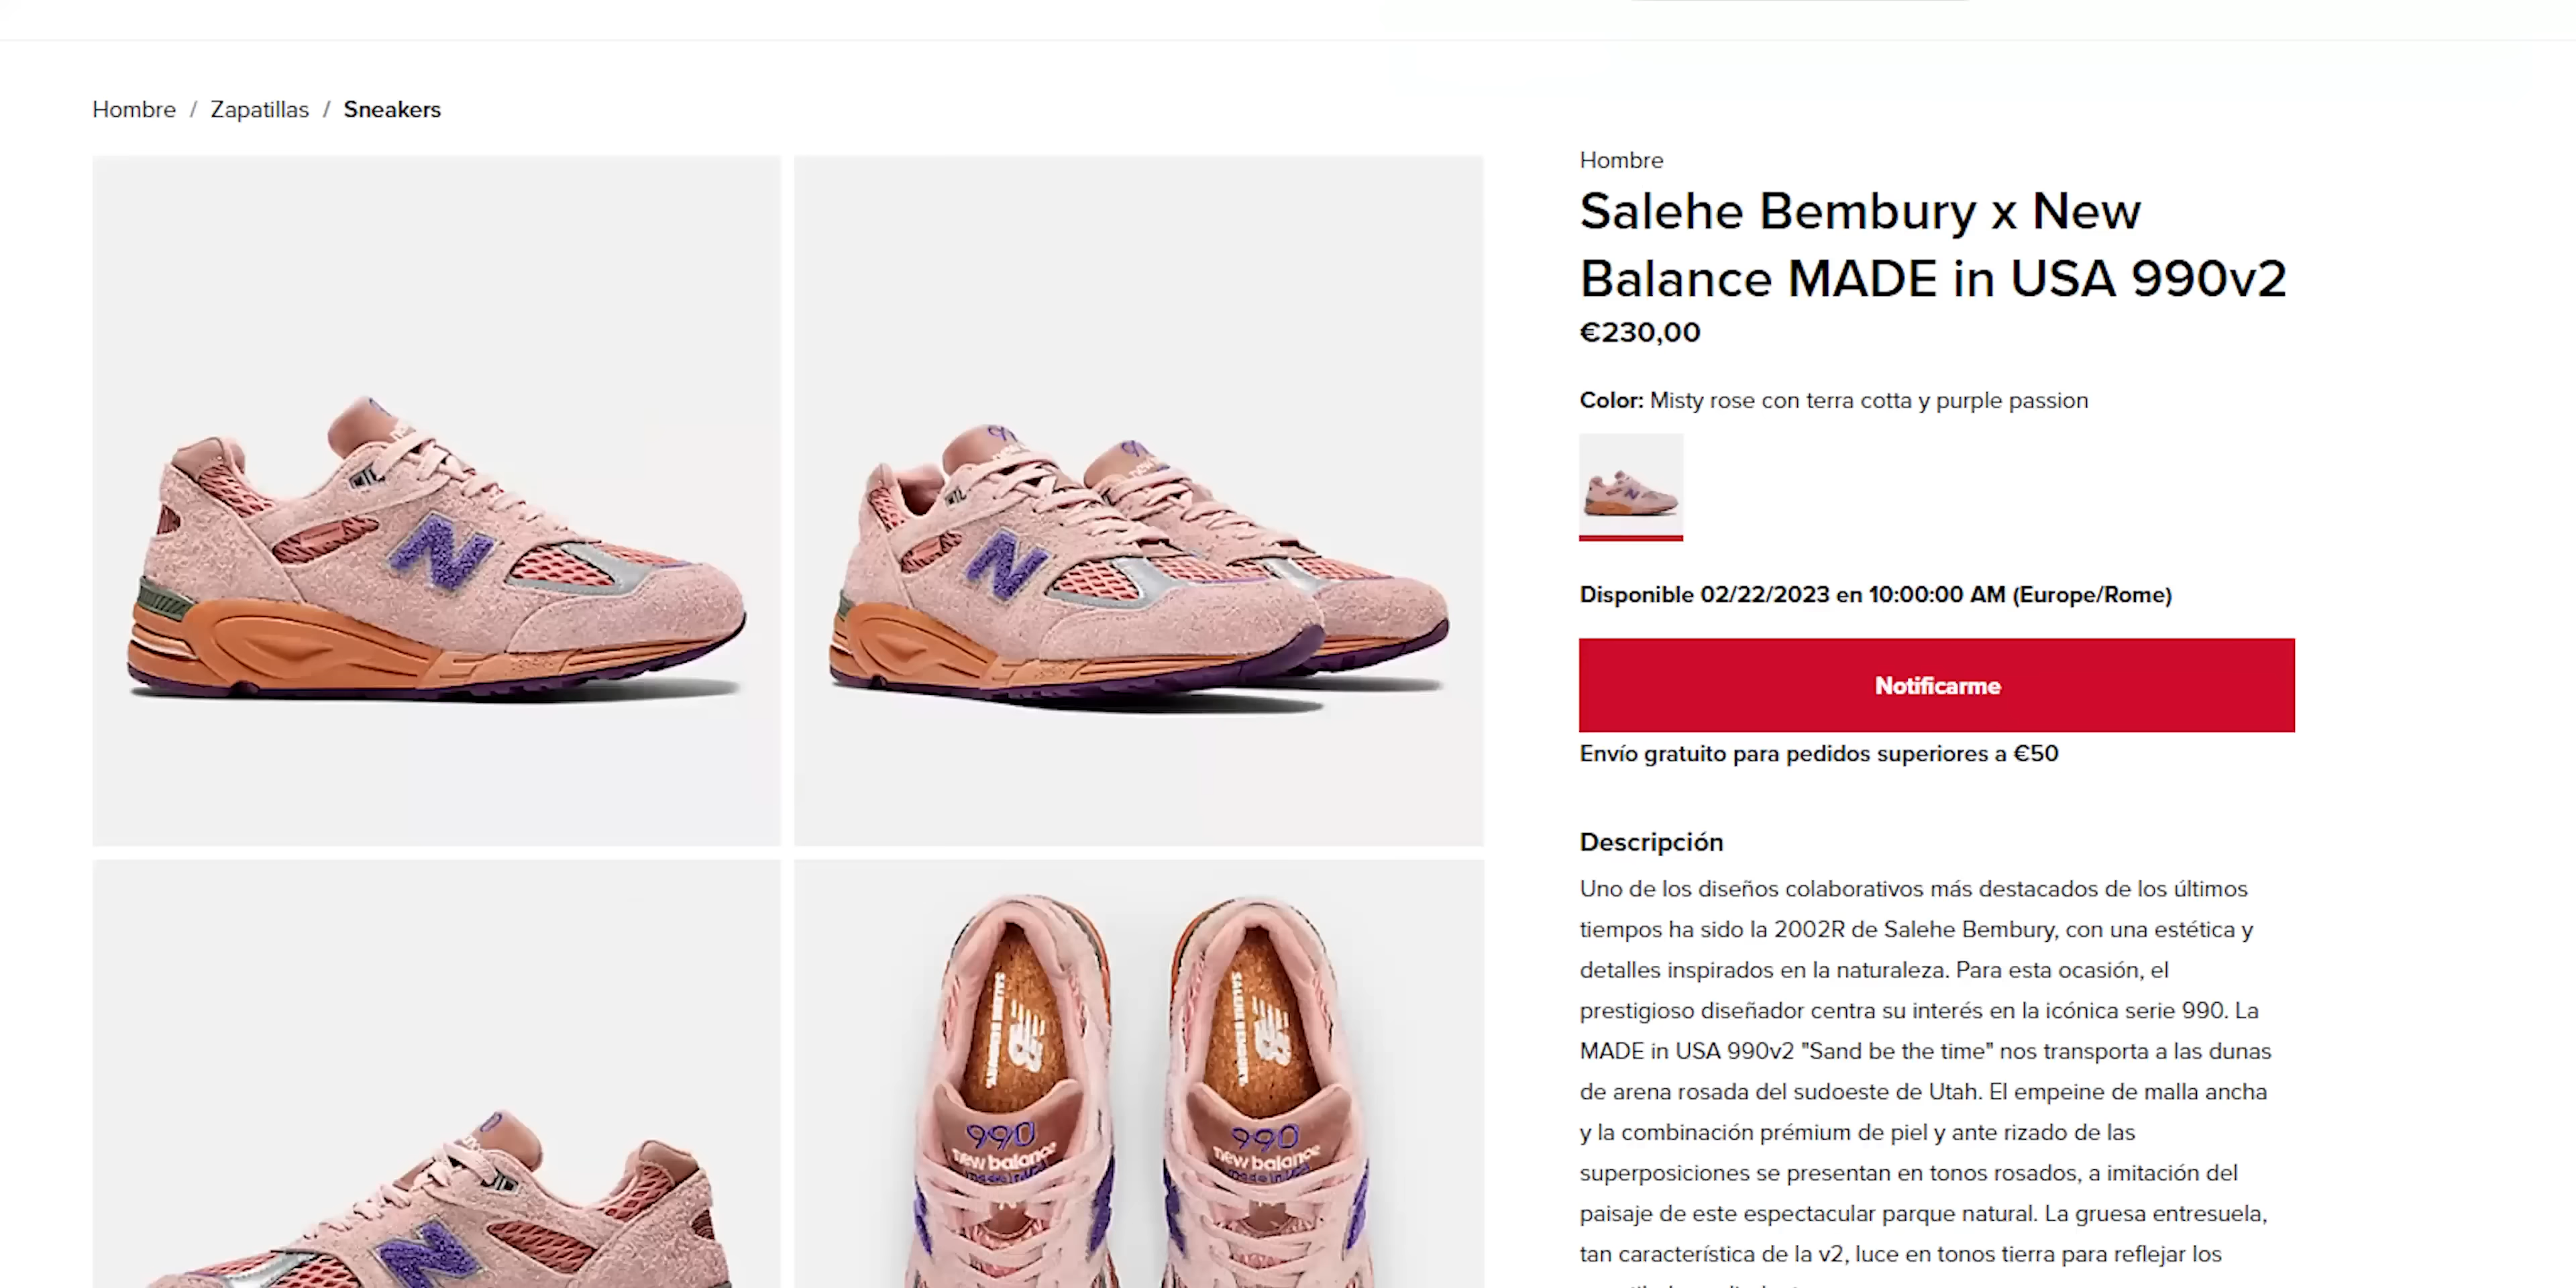 Hombre / Zapatillas / Sneakers
Hombre
Salehe Bembury x New
Balance MADE in USA 990v2
€230,00
Color: Misty rose con terra cotta y purple passion
Disponible 02/22/2023 en 10:00:00 AM (Europe/Rome)
Notificarme
Envío gratuito para pedidos superiores a €50
Descripción
Uno de los diseños colaborativos más destacados de los últimos
tiempos ha sido la 2002R de Salehe Bembury, con una estética y
detalles inspirados en la naturaleza. Para esta ocasión, el
prestigioso diseñador centra su interés en la icónica serie 990. La
MADE in USA 990v2 "Sand be the time" nos transporta a las dunas
de arena rosada del sudoeste de Utah. El empeine de malla ancha
y la combinación prémium de piel y ante rizado de las
superposiciones se presentan en tonos rosados, a imitación del
paisaje de este espectacular parque natural. La gruesa entresuela,
tan característica de la v2, luce en tonos tierra para reflejar los
N
N
N
SALEHE BEMBURY
NB
SALEHE BEMBURY
NB
990
new balance
990
new balance